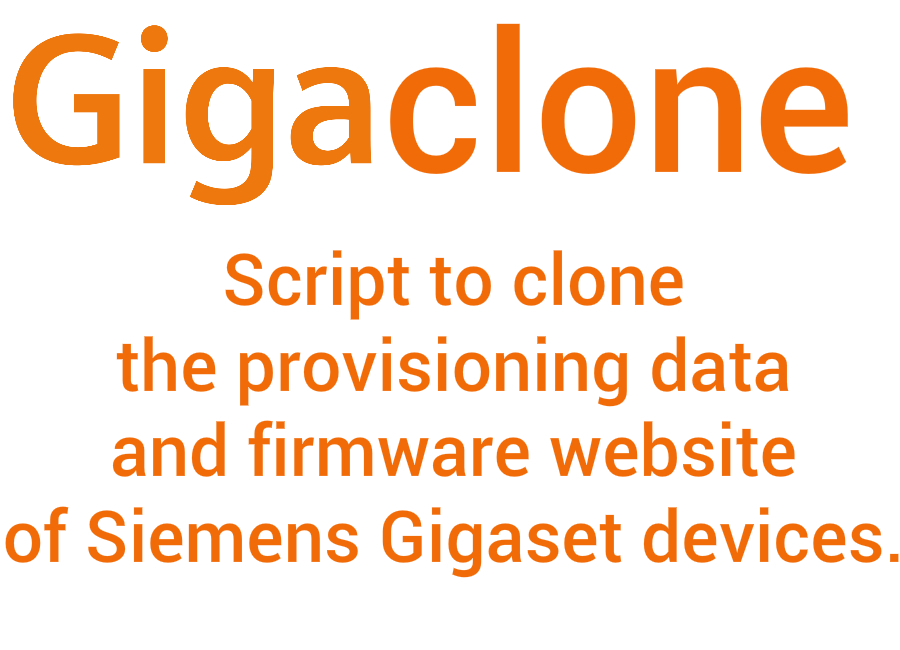 Gigaclone
Script to clone
the provisioning data
and firmware website
of Siemens Gigaset devices.